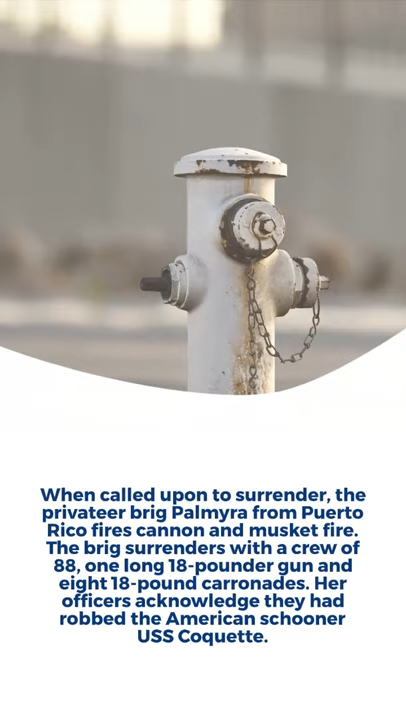 When called upon to surrender, the
privateer brig Palmyra from Puerto
Rico fires cannon and musket fire.
The brig surrenders with a crew of
88, one long 18-pounder gun and
eight 18-pound carronades. Her
officers acknowledge they had
robbed the American schooner
USS Coquette.